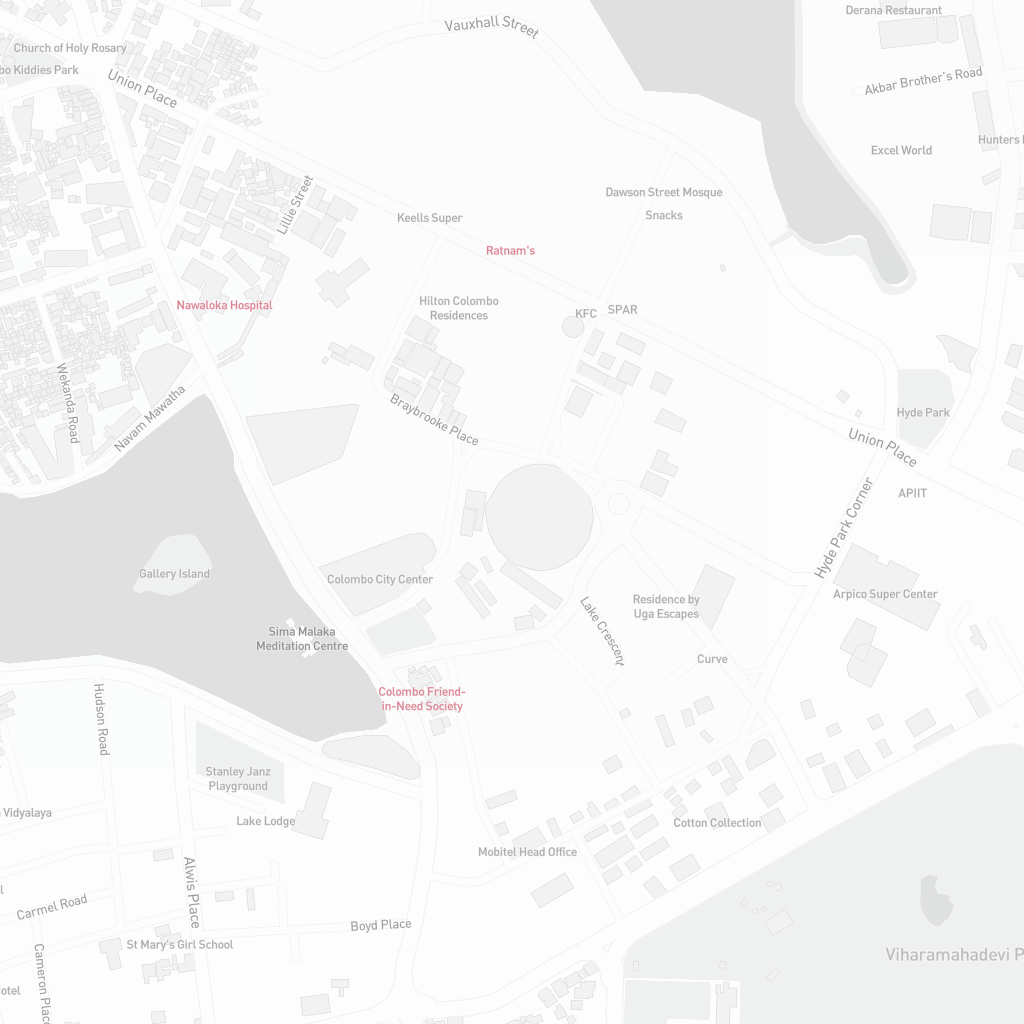 Derana Restaurant
Vauxhall Street
Church of Holy Rosary
bo Kiddies Park
Union Place
Akbar Brother's Road
Hunters
Excel World
Dawson Street Mosque
Lillie Street
Keells Super
Snacks
Ratnam's
Hilton Colombo
Residences
Nawaloka Hospital
KFC
SPAR
Wekanda Road
Navam Mawatha
Braybrooke Place
Hyde Park
Union Place
APIIT
Hyde Park Corner
Gallery Island
Colombo City Center
Residence by
Uga Escapes
Arpico Super Center
Lake Crescent
Sima Malaka
Meditation Centre
Curve
Colombo Friend-
in-Need Society
Hudson Road
Stanley Janz
Playground
Vidyalaya
Lake Lodge
Cotton Collection
Mobitel Head Office
Alwis Place
Carmel Road
Boyd Place
St Mary's Girl School
Viharamahadevi P
Cameron Place
otel